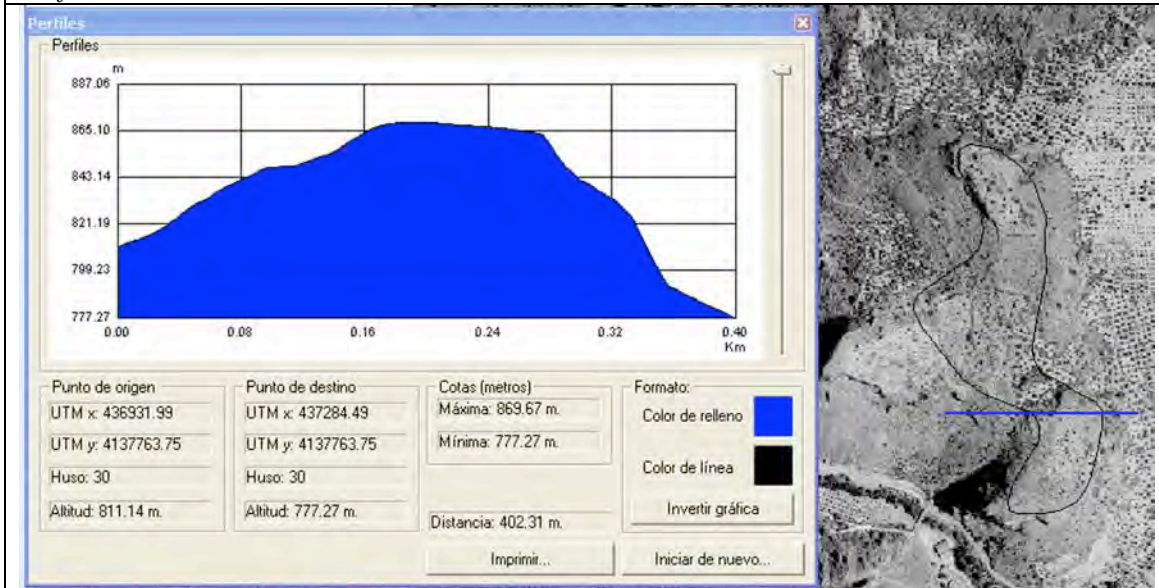 Perfiles
Perfiles
m
887.06
865.10
843.14
821.19
799.23
777.27
0.00 0.08 0.16 0.24 0.32 0.40
Km
Punto de origen
UTM x: 436931.99
UTM y: 4137763.75
Huso: 30
Altitud: 811.14 m.
Punto de destino
UTM x: 437284.49
UTM y: 4137763.75
Huso: 30
Altitud: 777.27 m.
Cotas (metros)
Máxima: 869.67 m.
Mínima: 777.27 m.
Distancia: 402.31 m.
Formato:
Color de relleno
Color de línea
Invertir gráfica
Imprimir...
Iniciar de nuevo...